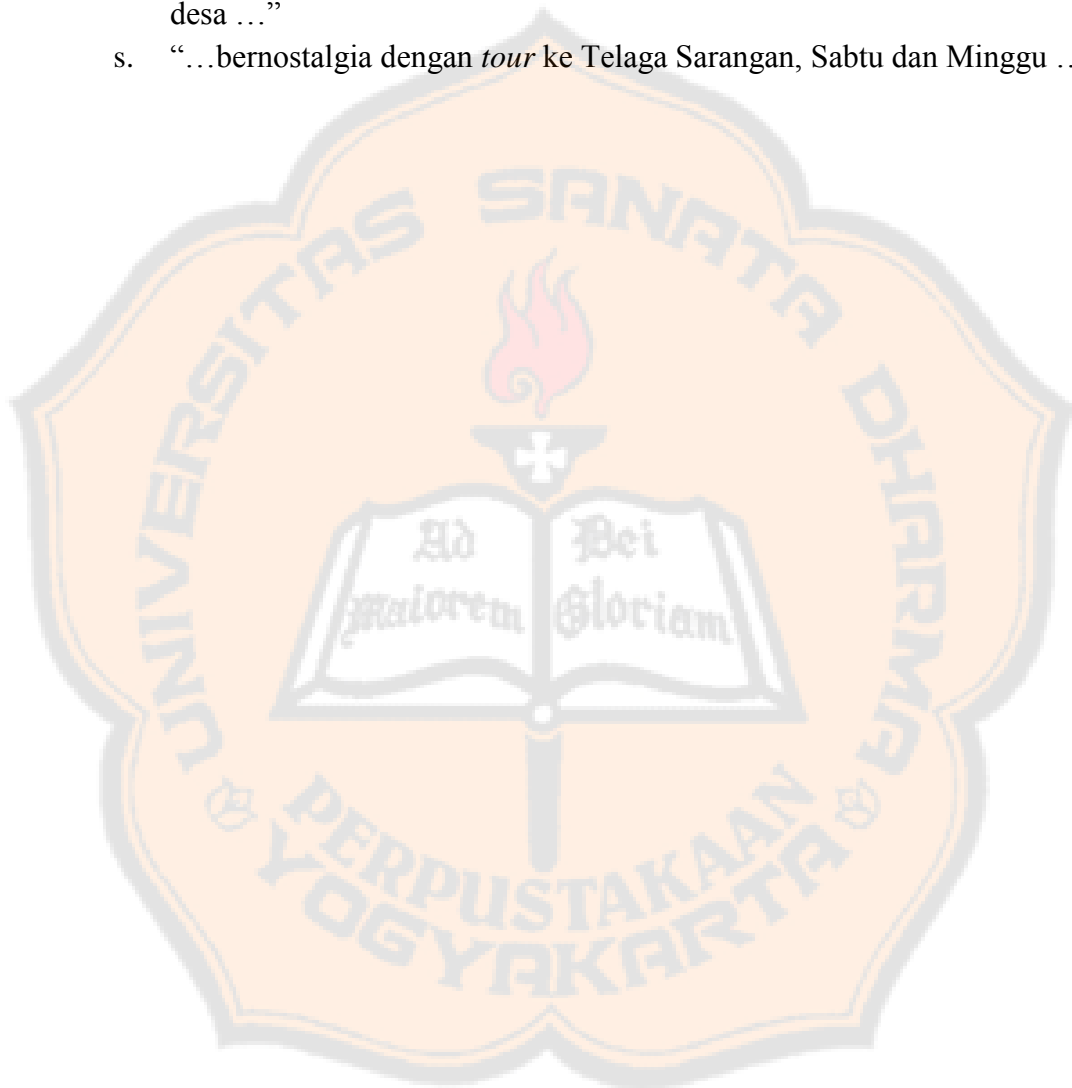 desa …”
s. “…bernostalgia dengan tour ke Telaga Sarangan, Sabtu dan Minggu …
UNIVERSITAS SANATA DHARMA
Ad Dei
Maiorem Gloriam
PERPUSTAKAAN
YOGYAKARTA